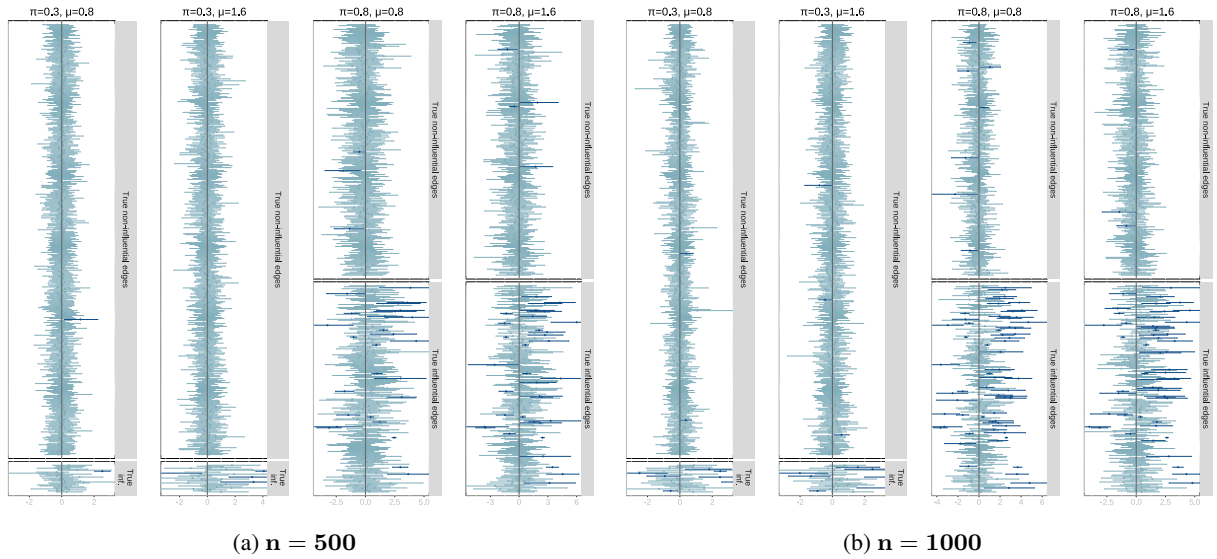 π=0.3, μ=0.8
π=0.3, μ=1.6
π=0.8, μ=0.8
π=0.8, μ=1.6
π=0.3, μ=0.8
π=0.3, μ=1.6
π=0.8, μ=0.8
π=0.8, μ=1.6
True non-influential edges
True non-influential edges
True non-influential edges
True non-influential edges
True non-influential edges
True non-influential edges
True non-influential edges
True non-influential edges
True influential edges
True influential edges
True influential edges
True influential edges
True
inf.
True
inf.
True
inf.
True
inf.
-2 0 2
-2 0 2 4
-2.5 0.0 2.5 5.0
-3 0 3 6
-2 0 2
-2 0 2
-4 -2 0 2 4 6
-2.5 0.0 2.5 5.0
(a) n = 500
(b) n = 1000